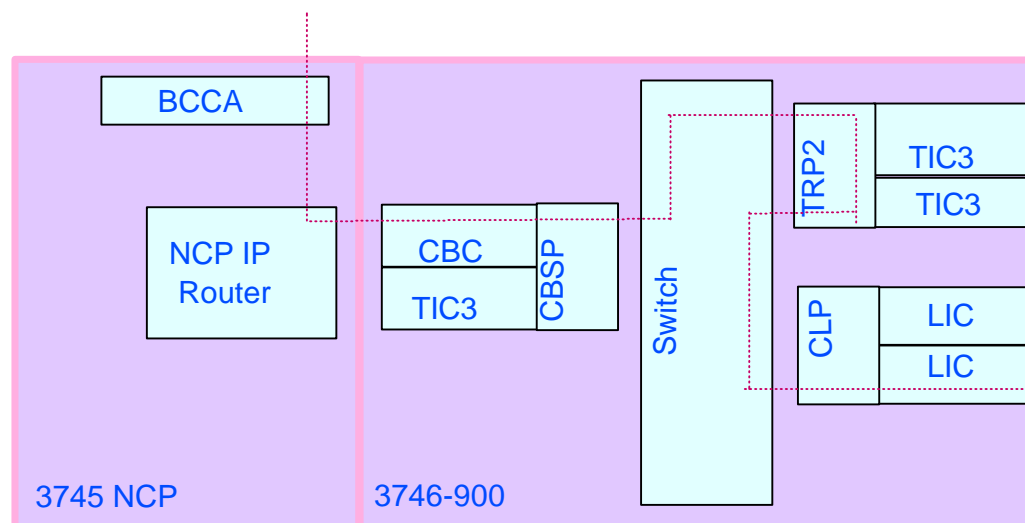 BCCA
NCP IP
Router
CBC
TIC3
CBSP
Switch
TRP2
TIC3
TIC3
CLP
LIC
LIC
3745 NCP
3746-900